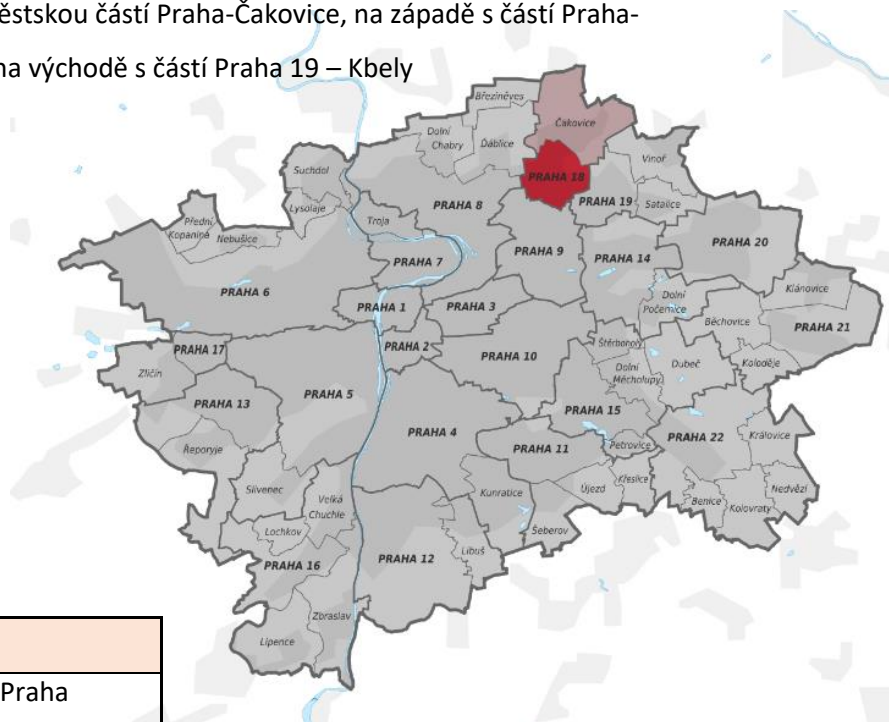 ěstskou částí Praha-Čakovice, na západě s částí Praha-
na východě s částí Praha 19 – Kbely
Březiněves
Čakovice
Dolní
Chabry
Ďáblice
Vinoř
Suchdol
PRAHA 18
Lysolaje
PRAHA 8
PRAHA 19
Satalice
Přední
Kopanina
Nebušice
Troja
PRAHA 9
PRAHA 14
PRAHA 20
PRAHA 7
PRAHA 6
PRAHA 1
PRAHA 3
Dolní
Počernice
Klánovice
Běchovice
PRAHA 21
PRAHA 17
PRAHA 2
PRAHA 10
Štěrboholy
Dubeč
Koloděje
Zličín
Dolní
Měcholupy
PRAHA 13
PRAHA 5
PRAHA 4
PRAHA 15
PRAHA 22
Královice
Řeporyje
PRAHA 11
Petrovice
Slivenec
Velká
Chuchle
Kunratice
Újezd
Křeslice
Benice
Kolovraty
Nedvězí
Lochkov
Šeberov
PRAHA 16
PRAHA 12
Libuš
Zbraslav
Lipence
Praha